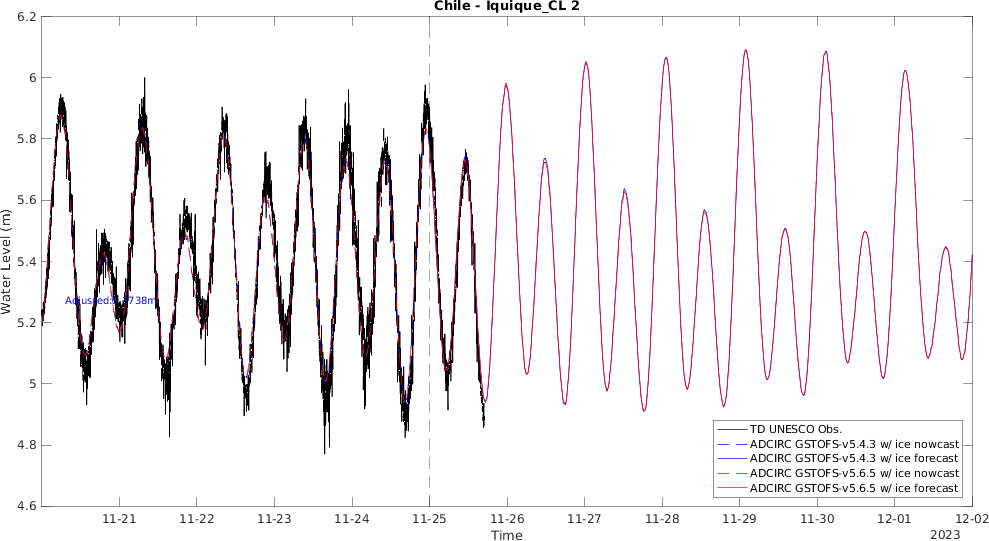 Chile - Iquique_CL 2
Water Level (m)
6.2
6
5.8
5.6
5.4
5.2
5
4.8
4.6
TD UNESCO Obs.
ADCIRC GSTOFS-v5.4.3 w/ ice nowcast
ADCIRC GSTOFS-v5.4.3 w/ ice forecast
ADCIRC GSTOFS-v5.6.5 w/ ice nowcast
ADCIRC GSTOFS-v5.6.5 w/ ice forecast
11-21 11-22 11-23 11-24 11-25 11-26 11-27 11-28 11-29 11-30 12-01 12-02
Time
2023